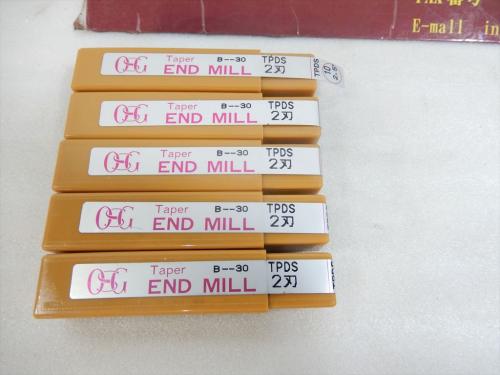 FAX番号
E-mail in
OSG Taper B--30 TPDS
END MILL 2刃
TPDS
10
OSG Taper B--30 TPDS
END MILL 2刃
OSG Taper B--30 TPDS
END MILL 2刃
OSG Taper B--30 TPDS
END MILL 2刃
OSG Taper B--30 TPDS
END MILL 2刃